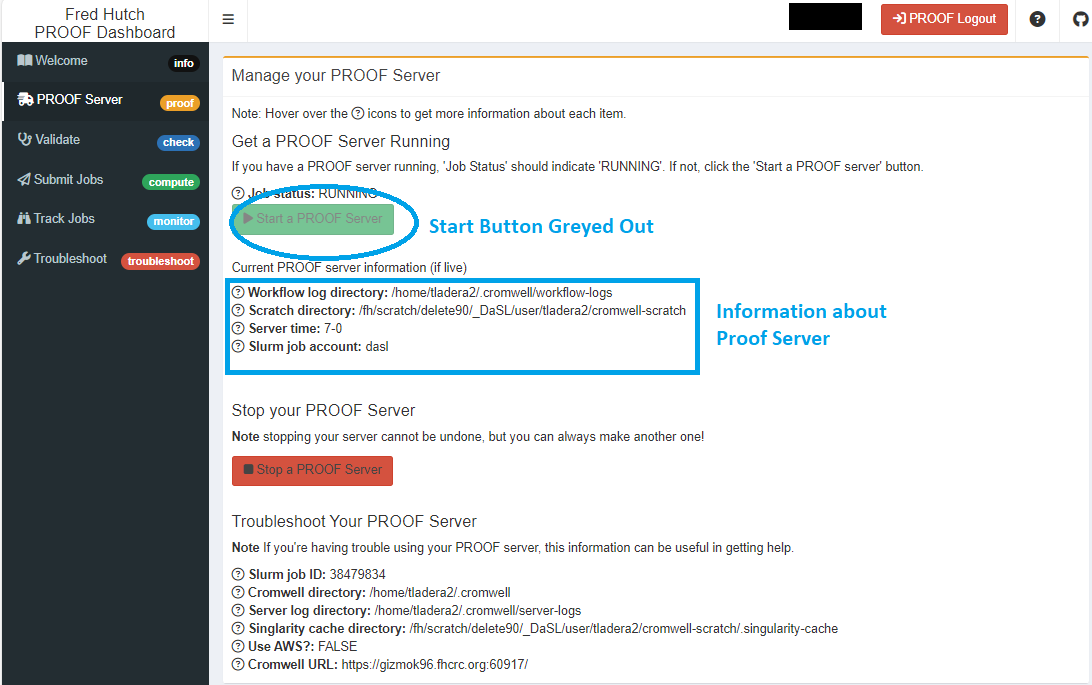 Fred Hutch
PROOF Dashboard
PROOF Logout
Welcome info
PROOF Server proof
Validate check
Submit Jobs compute
Track Jobs monitor
Troubleshoot troubleshoot
Manage your PROOF Server
Note: Hover over the ? icons to get more information about each item.
Get a PROOF Server Running
If you have a PROOF server running, 'Job Status' should indicate 'RUNNING'. If not, click the 'Start a PROOF server' button.
Job status: RUNNING
Start a PROOF Server
Start Button Greyed Out
Current PROOF server information (if live)
Workflow log directory: /home/tladera2/.cromwell/workflow-logs
Scratch directory: /fh/scratch/delete90/_DaSL/user/tladera2/cromwell-scratch
Server time: 7-0
Slurm job account: dasl
Information about
Proof Server
Stop your PROOF Server
Note stopping your server cannot be undone, but you can always make another one!
Stop a PROOF Server
Troubleshoot Your PROOF Server
Note If you're having trouble using your PROOF server, this information can be useful in getting help.
Slurm job ID: 38479834
Cromwell directory: /home/tladera2/.cromwell
Server log directory: /home/tladera2/.cromwell/server-logs
Singlarity cache directory: /fh/scratch/delete90/_DaSL/user/tladera2/cromwell-scratch/.singularity-cache
Use AWS?: FALSE
Cromwell URL: https://gizmok96.fhcrc.org:60917/